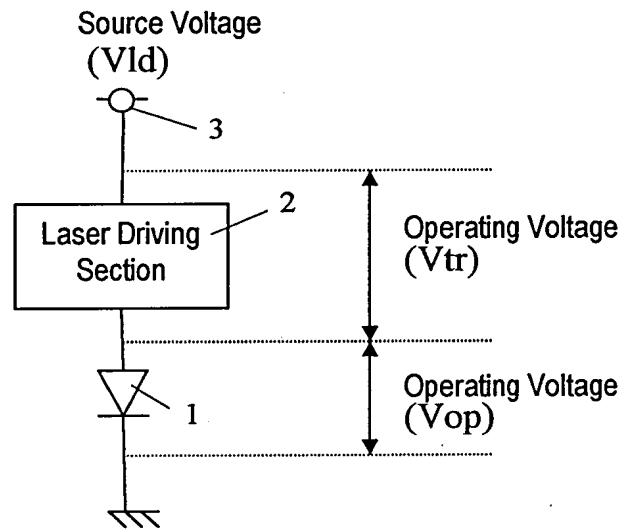 Source Voltage
(Vld)
3
2
Laser Driving
Section
Operating Voltage
(Vtr)
1
Operating Voltage
(Vop)